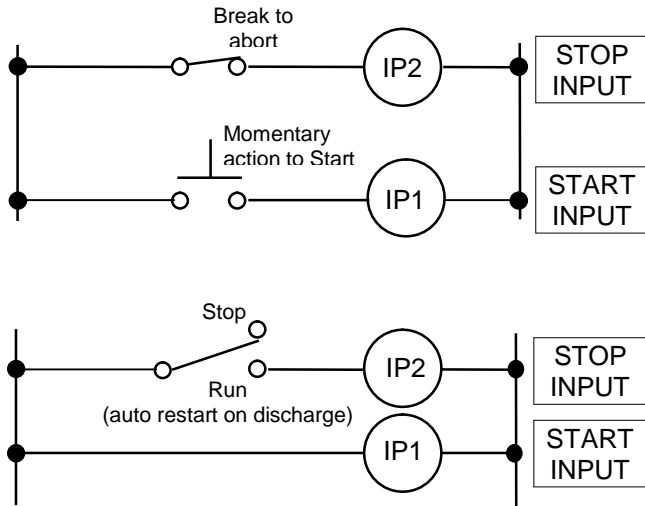 Break to
abort
IP2
STOP
INPUT
Momentary
action to Start
IP1
START
INPUT
Stop
IP2
STOP
INPUT
Run
(auto restart on discharge)
IP1
START
INPUT